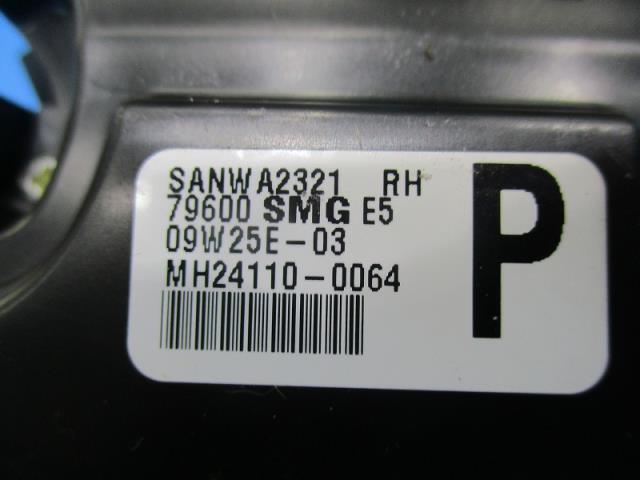 SANWA2321 RH
79600 SMG E5
09W25E-03
MH24110-0064
P